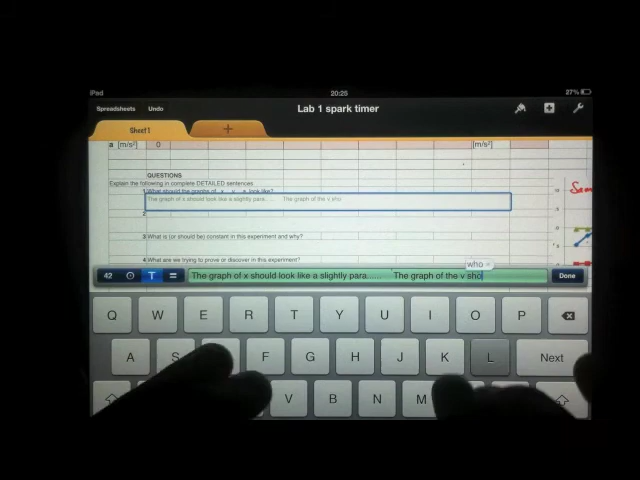 iPad 20:25 27%
Spreadsheets Undo Lab 1 spark timer
Sheet1 +
a [m/s²] 0 [m/s²]
QUESTIONS
Explain the following in complete DETAILED sentences
1 What should the graphs of x v a look like?
The graph of x should look like a slightly para...... The graph of the v sho
2
3 What is (or should be) constant in this experiment and why?
4 What are we trying to prove or discover in this experiment?
who ×
42 T = The graph of x should look like a slightly para...... The graph of the v sho Done
Q W E R T Y U I O P
A S F G H J K L Next
V B N M